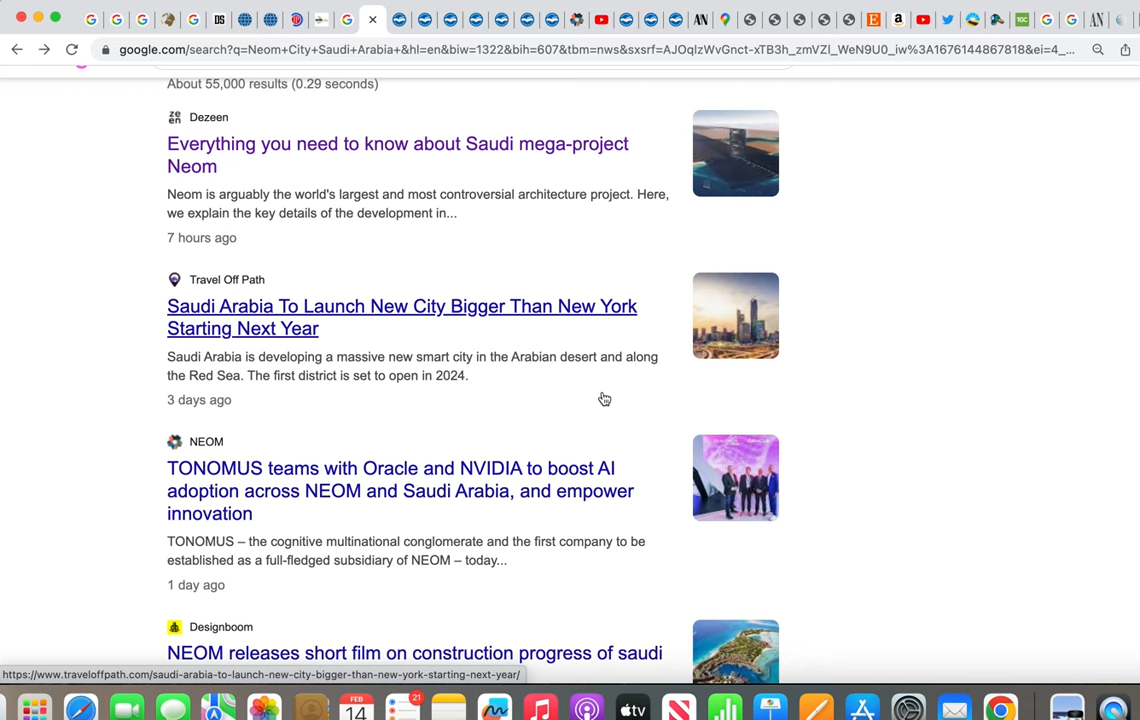 google.com/search?q=Neom+City+Saudi+Arabia+&hl=en&biw=1322&bih=607&tbm=nws&sxsrf=AJOqlzWvGnct-xTB3h_zmVZl_WeN9U0_iw%3A1676144867818&ei=4_...
About 55,000 results (0.29 seconds)
Dezeen
Everything you need to know about Saudi mega-project
Neom
Neom is arguably the world's largest and most controversial architecture project. Here,
we explain the key details of the development in...
7 hours ago
Travel Off Path
Saudi Arabia To Launch New City Bigger Than New York
Starting Next Year
Saudi Arabia is developing a massive new smart city in the Arabian desert and along
the Red Sea. The first district is set to open in 2024.
3 days ago
NEOM
TONOMUS teams with Oracle and NVIDIA to boost AI
adoption across NEOM and Saudi Arabia, and empower
innovation
TONOMUS – the cognitive multinational conglomerate and the first company to be
established as a full-fledged subsidiary of NEOM – today...
1 day ago
Designboom
NEOM releases short film on construction progress of saudi
https://www.traveloffpath.com/saudi-arabia-to-launch-new-city-bigger-than-new-york-starting-next-year/
FEB
14
21
tv